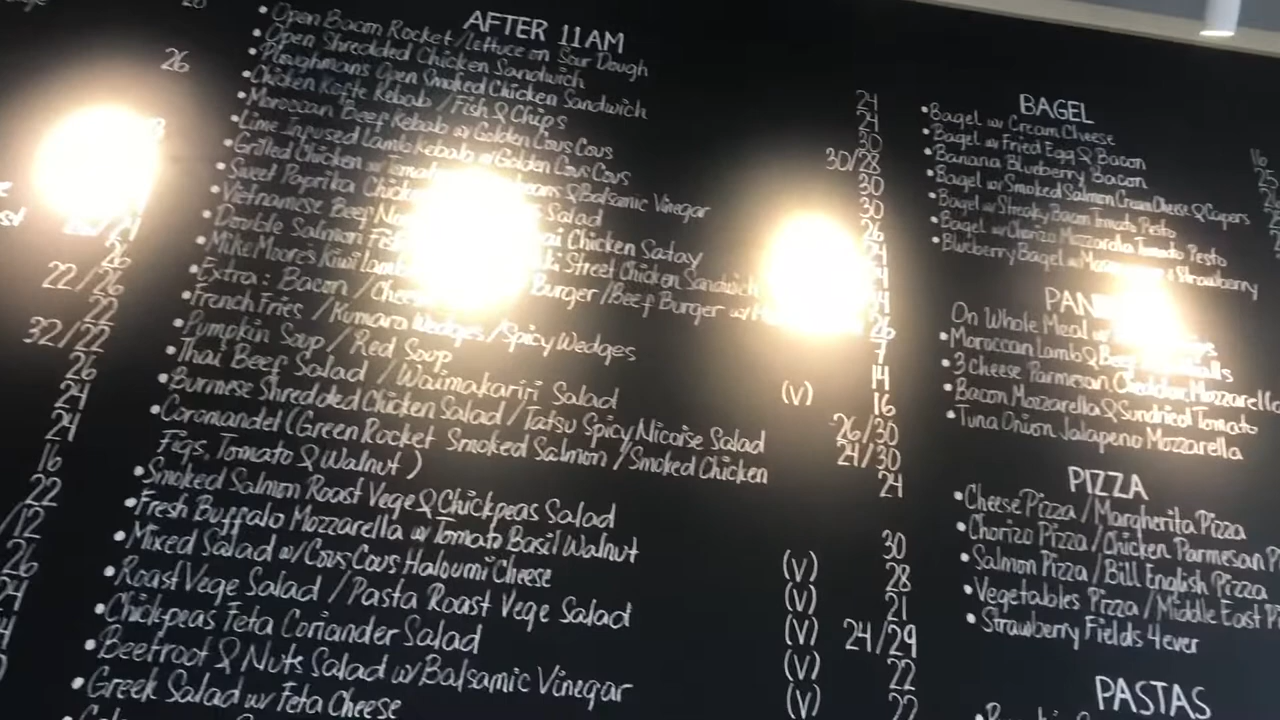 26
22/26
22
32/22
26
24
24
16
22
/12
26
AFTER 11AM
• Open Bacon Rocket / Lettuce on Sour Dough
• Open Shredded Chicken Sandwich
• Ploughmans Open Smoked Chicken Sandwich
• Chicken Kofte Kebab / Fish & Chips
• Moroccan Beef Kebab w Golden Cous Cous
• Lime Infused Lamb Kebab w Golden Cous Cous
• Grilled Chicken w & Balsamic Vinegar
• Sweet Paprika Salad
• Vietnamese Beef Chicken Satay
• Double Salmon Street Chicken Sandwich
• Mike Moores Kiwi Lamb Burger / Beef Burger w
• Extra: Bacon /
• French Fries / Kumara Wedges / Spicy Wedges
• Pumpkin Soup / Red Soup
• Thai Beef Salad / Waimakariri Salad
• Burmese Shredded Chicken Salad / Tatsu Spicy Nicoise Salad
• Coromandel (Green Rocket Smoked Salmon / Smoked Chicken
Figs, Tomato & Walnut)
• Smoked Salmon Roast Vege & Chickpeas Salad
• Fresh Buffalo Mozzarella w Tomato Basil Walnut
• Mixed Salad w/ Cous Cous Haloumi Cheese
• Roast Vege Salad / Pasta Roast Vege Salad
• Chickpeas Feta Coriander Salad
• Beetroot & Nuts Salad w/ Balsamic Vinegar
• Greek Salad w Feta Cheese
24
24
30
30/28
30
30
26
26
7
14
(V) 16
26/30
24/30
24
30
(V) 28
(V) 21
(V) 24/29
(V) 22
(V) 22
BAGEL
• Bagel w Cream Cheese
• Bagel w Fried Egg & Bacon
• Banana Blueberry Bacon
• Bagel w/ Smoked Salmon Cream Cheese & Capers
• Bagel w Streaky Bacon Tomato Pesto
• Bagel w Chorizo Mozzarella Tomato Pesto
• Blueberry Bagel w Strawberry
On Whole Meal w
• Moroccan Lamb &
• 3 Cheese Parmesan Cheddar Mozzarella
• Bacon Mozzarella & Sundried Tomato
• Tuna Onion Jalapeno Mozzarella
PIZZA
• Cheese Pizza / Margherita Pizza
• Chorizo Pizza / Chicken Parmesan
• Salmon Pizza / Bill English Pizza
• Vegetables Pizza / Middle East
• Strawberry Fields 4ever
PASTAS